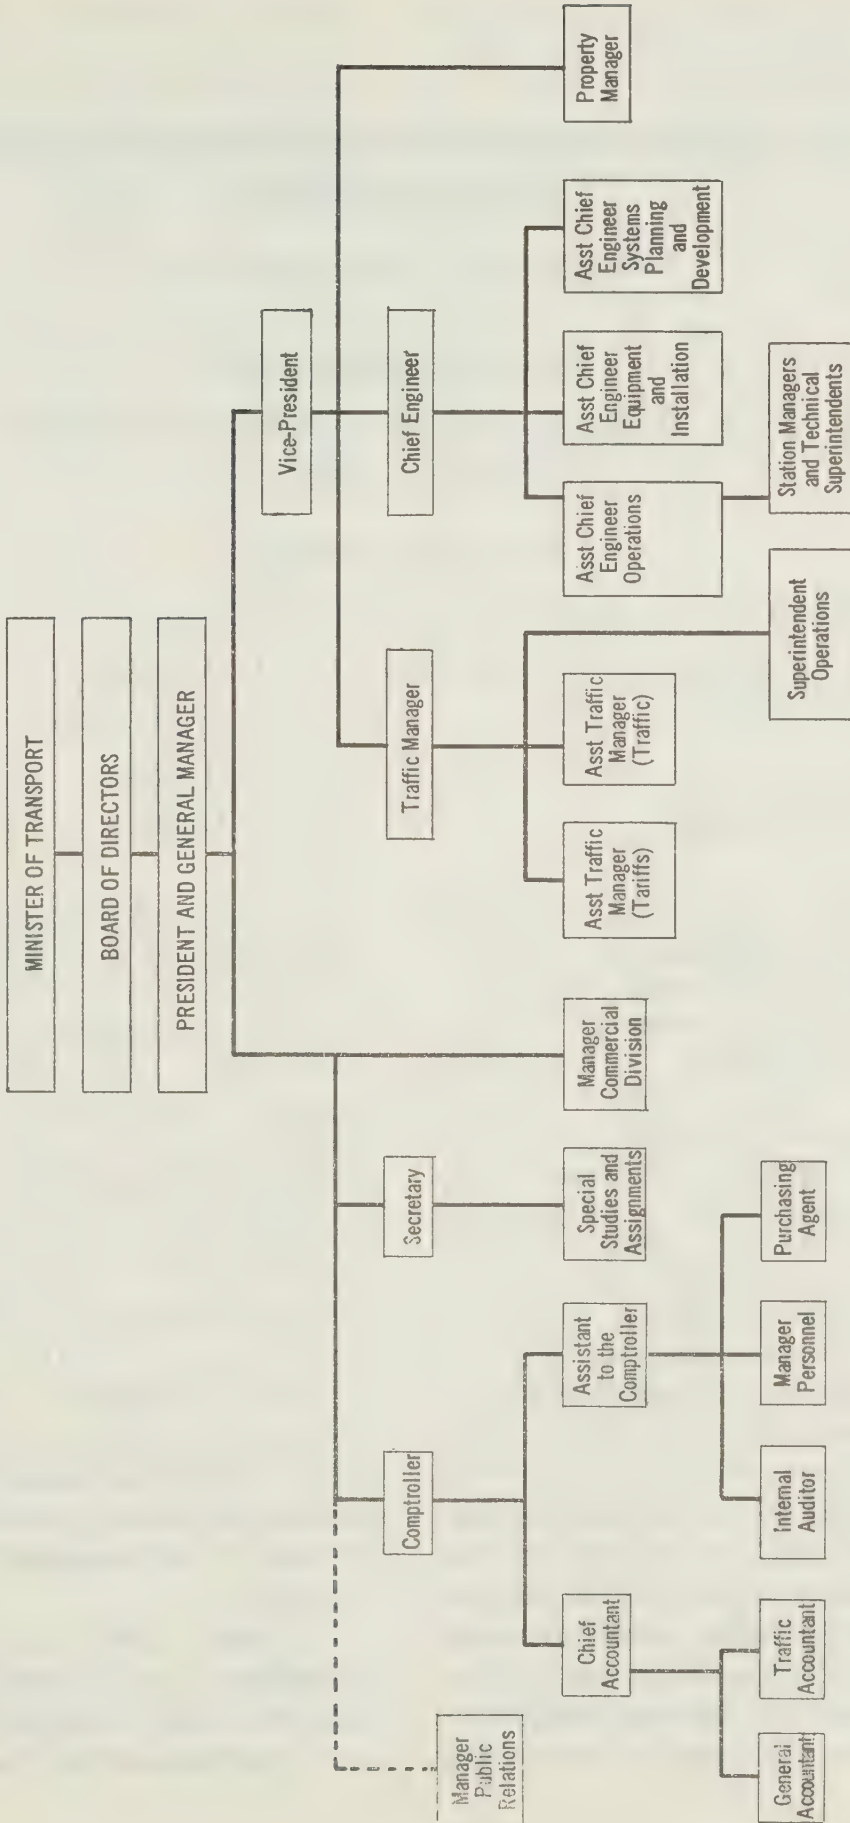 MINISTER OF TRANSPORT
BOARD OF DIRECTORS
PRESIDENT AND GENERAL MANAGER
Vice-President
Comptroller
Secretary
Traffic Manager
Chief Engineer
Manager
Public
Relations
Chief
Accountant
Assistant
to the
Comptroller
Special
Studies and
Assignments
Manager
Commercial
Division
Asst Traffic
Manager
(Tariffs)
Asst Traffic
Manager
(Traffic)
Asst Chief
Engineer
Operations
Asst Chief
Engineer
Equipment
and
Installation
Asst Chief
Engineer
Systems
Planning
and
Development
Property
Manager
General
Accountant
Traffic
Accountant
Internal
Auditor
Manager
Personnel
Purchasing
Agent
Superintendent
Operations
Station Managers
and Technical
Superintendents